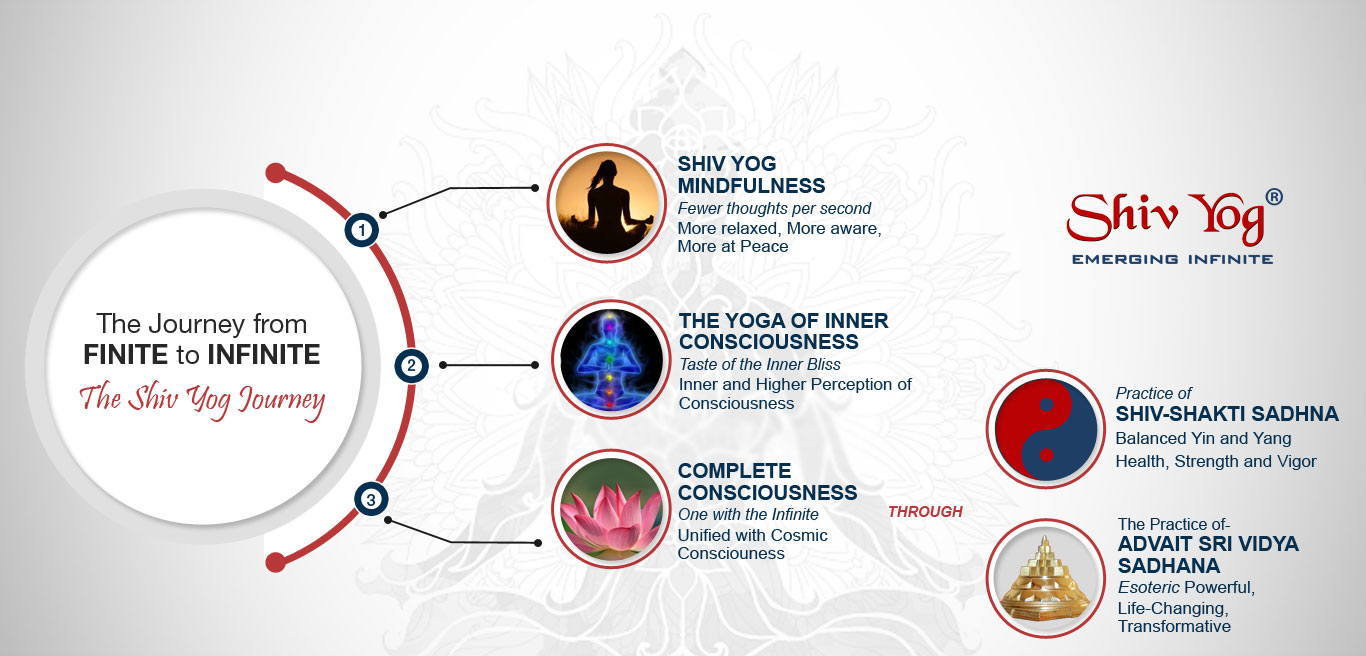 The Journey from
FINITE to INFINITE
The Shiv Yog Journey
1
SHIV YOG
MINDFULNESS
Fewer thoughts per second
More relaxed, More aware,
More at Peace
2
THE YOGA OF INNER
CONSCIOUSNESS
Taste of the Inner Bliss
Inner and Higher Perception of
Consciousness
3
COMPLETE
CONSCIOUSNESS
One with the Infinite
Unified with Cosmic
Consciouness
THROUGH
Shiv Yog®
EMERGING INFINITE
Practice of
SHIV-SHAKTI SADHNA
Balanced Yin and Yang
Health, Strength and Vigor
The Practice of-
ADVAIT SRI VIDYA
SADHANA
Esoteric Powerful,
Life-Changing,
Transformative